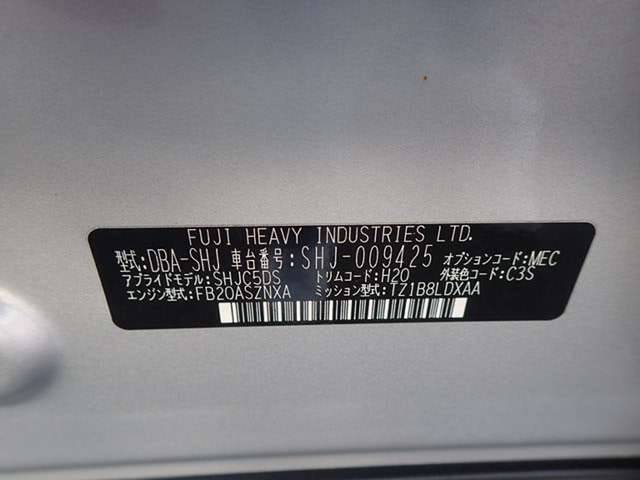 FUJI HEAVY INDUSTRIES LTD.
型式:DBA-SHJ 車台番号:SHJ-009425 オプションコード:MEC
アプライドモデル:SHJC5DS トリムコード:H20 外装色コード:C3S
エンジン型式:FB20ASZNXA ミッション型式:TZ1B8LDXAA